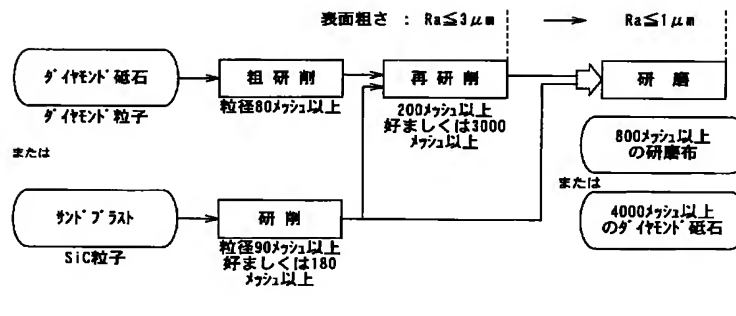 表面粗さ : Ra≦3μm → Ra≦1μm
ダイヤモンド砥石
粗研削
再研削
研磨
ダイヤモンド粒子
粒径80メッシュ以上
200メッシュ以上
好ましくは3000
メッシュ以上
または
800メッシュ以上
の研磨布
または
4000メッシュ以上
のダイヤモンド砥石
サンドブラスト
研削
SiC粒子
粒径90メッシュ以上
好ましくは180
メッシュ以上